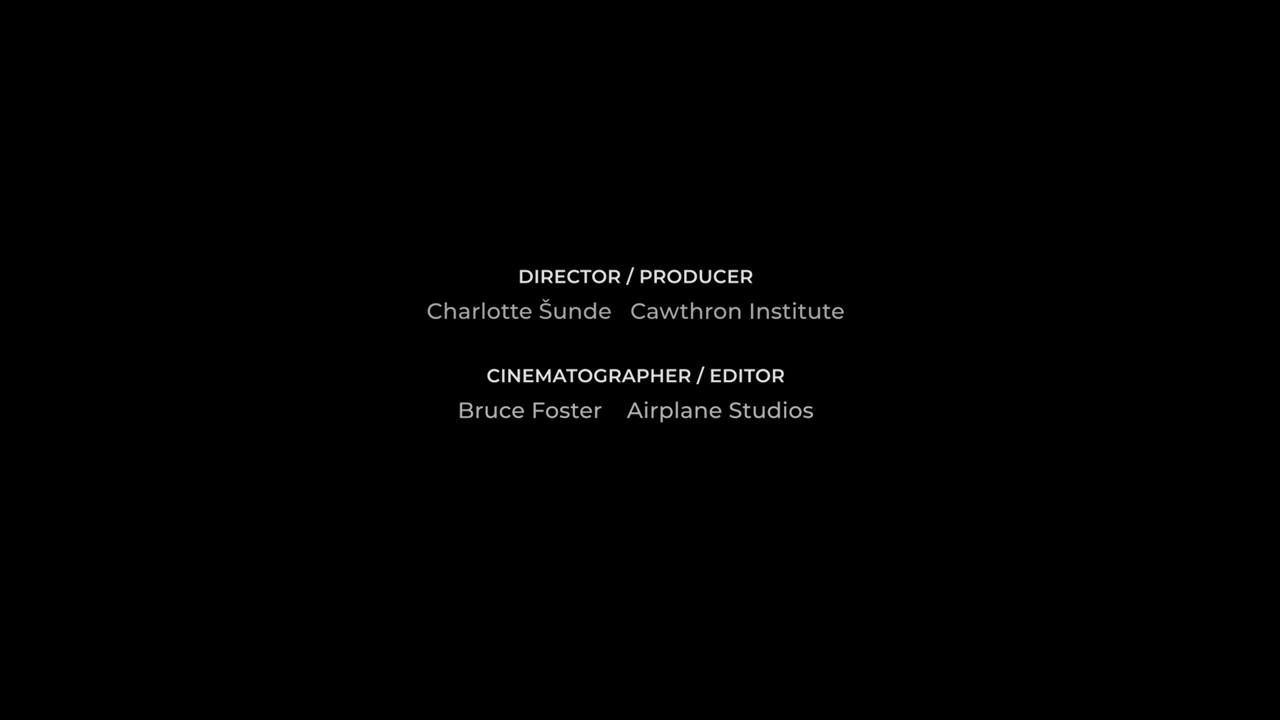 DIRECTOR / PRODUCER
Charlotte Šunde Cawthron Institute
CINEMATOGRAPHER / EDITOR
Bruce Foster Airplane Studios